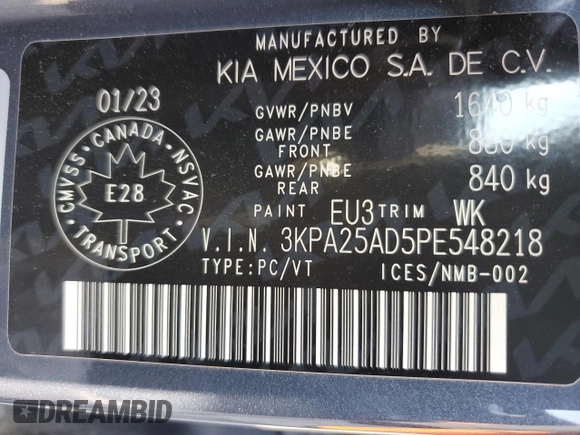 MANUFACTURED BY
KIA MEXICO S.A. DE C.V.
01/23
GVWR/PNBV 1640 kg
GAWR/PNBE FRONT 880 kg
GAWR/PNBE REAR 840 kg
CMVSS · CANADA · NSVAC
E28
TRANSPORT
PAINT EU3 TRIM WK
V.I.N. 3KPA25AD5PE548218
TYPE:PC/VT ICES/NMB-002
DREAMBID